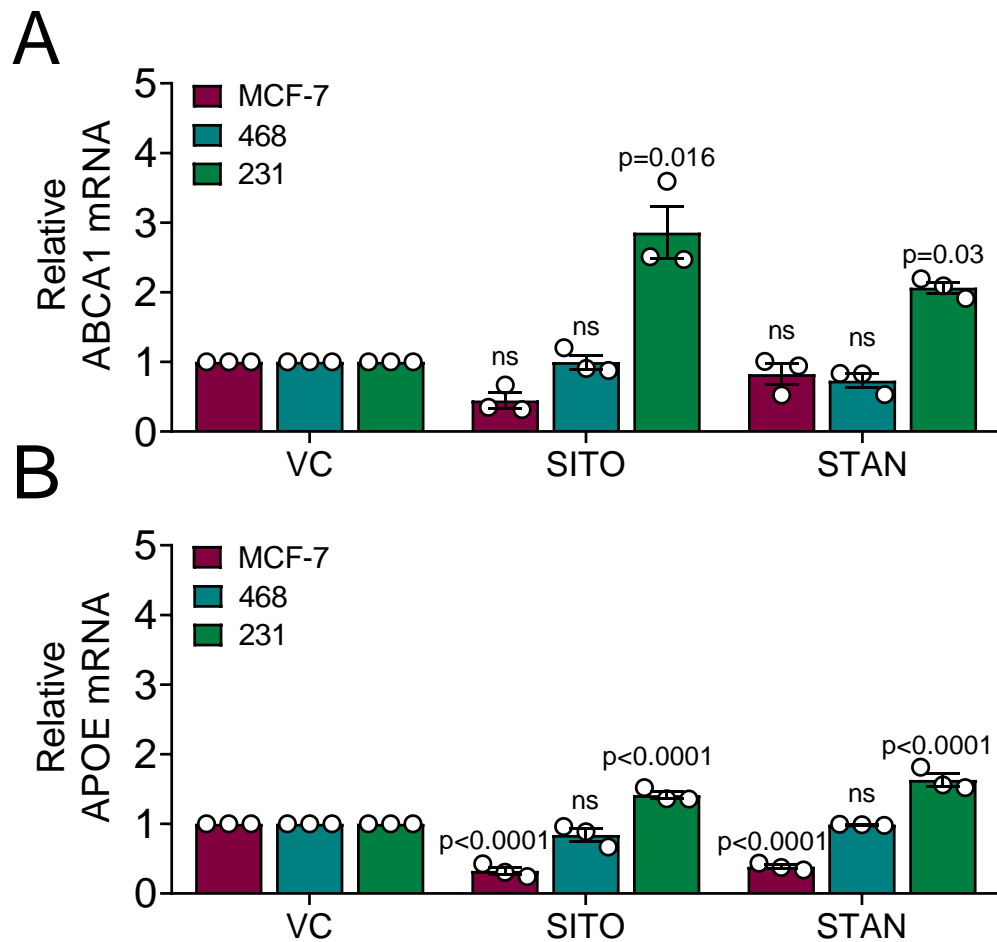 A
Relative
ABCA1 mRNA
5
4
3
2
1
0
MCF-7
468
231
ns
ns
p=0.016
ns
ns
p=0.03
VC
SITO
STAN
B
Relative
APOE mRNA
5
4
3
2
1
0
MCF-7
468
231
p<0.0001
ns
p<0.0001
p<0.0001
ns
p<0.0001
VC
SITO
STAN